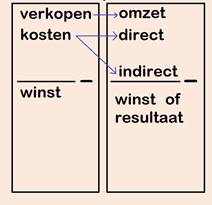 verkopen
kosten
winst
omzet
direct
indirect
winst of
resultaat